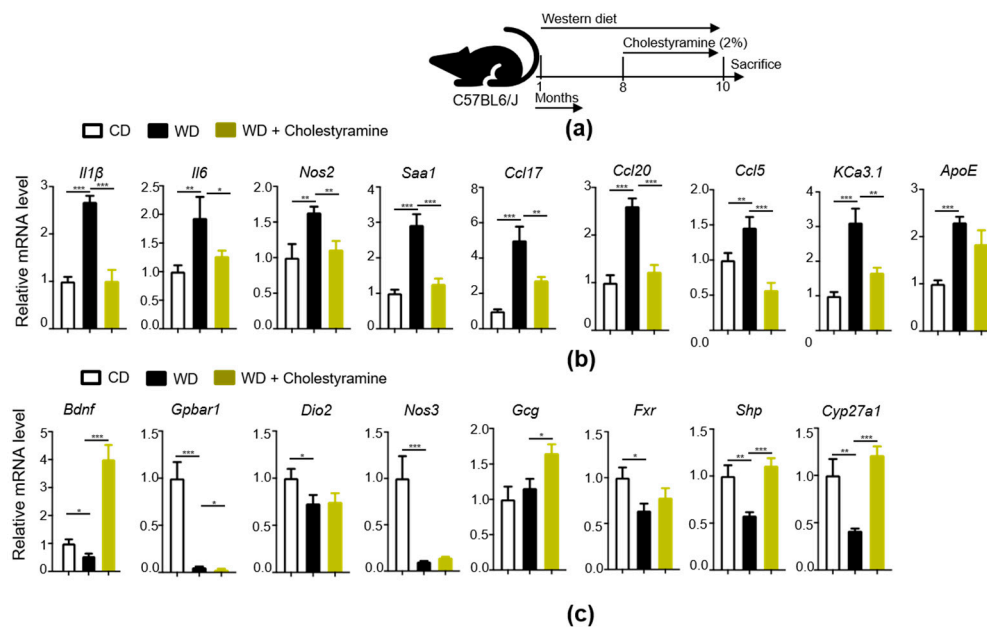 Western diet
Cholestyramine (2%)
Sacrifice
1 8 10
C57BL6/J
Months
(a)
CD WD WD + Cholestyramine
Il1β Il6 Nos2 Saa1 Ccl17 Ccl20 Ccl5 KCa3.1 ApoE
*** *** ** * ** ** *** *** *** ** *** *** ** *** *** ** ***
Relative mRNA level
3 2 1 0
2.0 1.5 1.0 0.5 0.0
2.0 1.5 1.0 0.5 0.0
4 3 2 1 0
8 6 4 2 0
3 2 1 0
2.0 1.5 1.0 0.5 0.0
4 3 2 1 0
4 3 2 1 0
(b)
CD WD WD + Cholestyramine
Bdnf Gpbar1 Dio2 Nos3 Gcg Fxr Shp Cyp27a1
* *** *** * * *** * * ** *** ** ***
Relative mRNA level
5 4 3 2 1 0
1.5 1.0 0.5 0.0
1.5 1.0 0.5 0.0
1.5 1.0 0.5 0.0
2.0 1.5 1.0 0.5 0.0
1.5 1.0 0.5 0.0
1.5 1.0 0.5 0.0
1.5 1.0 0.5 0.0
(c)